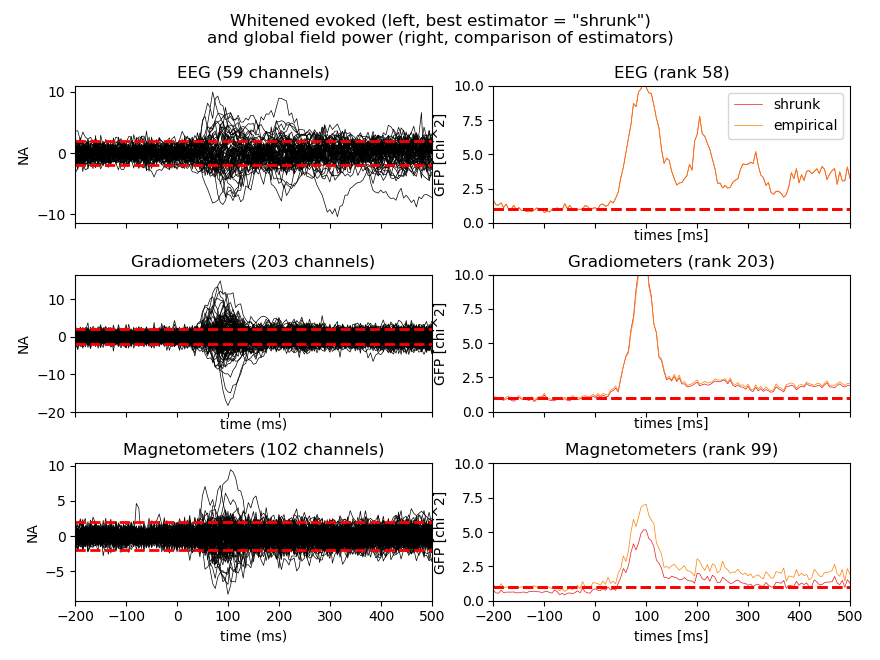 Whitened evoked (left, best estimator = "shrunk")
and global field power (right, comparison of estimators)
EEG (59 channels)
10
0
−10
NA
EEG (rank 58)
10.0
7.5
5.0
2.5
0.0
GFP [chi^2]
shrunk
empirical
times [ms]
Gradiometers (203 channels)
10
0
−10
−20
NA
time (ms)
Gradiometers (rank 203)
10.0
7.5
5.0
2.5
0.0
GFP [chi^2]
times [ms]
Magnetometers (102 channels)
10
5
0
−5
NA
−200 −100 0 100 200 300 400 500
time (ms)
Magnetometers (rank 99)
10.0
7.5
5.0
2.5
0.0
GFP [chi^2]
−200 −100 0 100 200 300 400 500
times [ms]